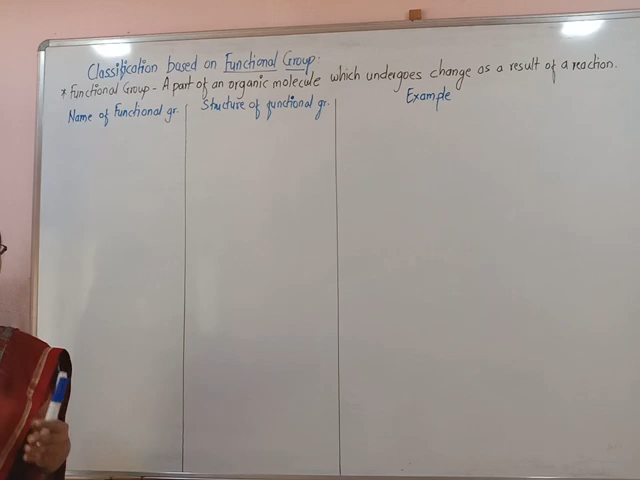 Classification based on Functional Group:
* Functional Group - A part of an organic molecule which undergoes change as a result of a reaction.
Name of Functional gr. Structure of functional gr. Example